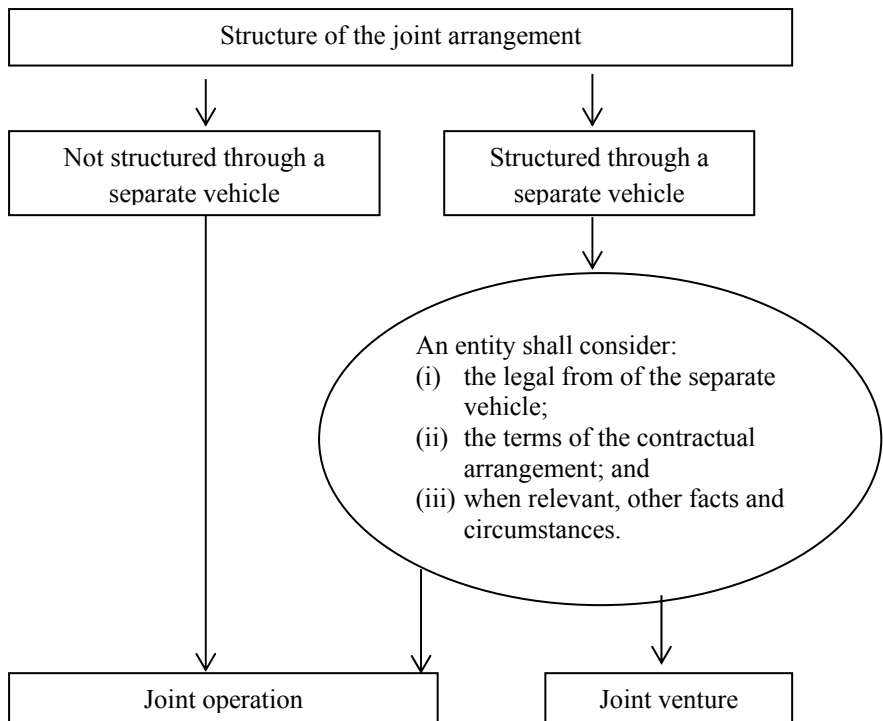 Structure of the joint arrangement
Not structured through a
separate vehicle
Structured through a
separate vehicle
An entity shall consider:
(i) the legal from of the separate
vehicle;
(ii) the terms of the contractual
arrangement; and
(iii) when relevant, other facts and
circumstances.
Joint operation
Joint venture